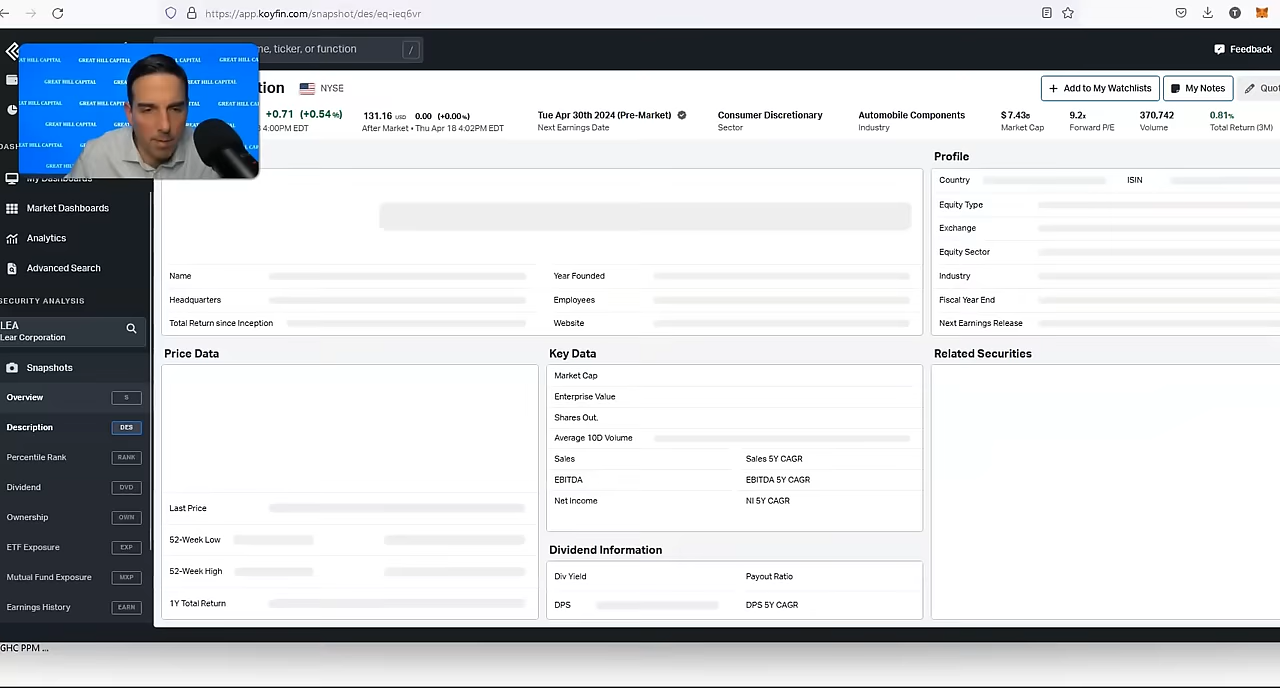 https://app.koyfin.com/snapshot/des/eq-ieq6vr
ne, ticker, or function /
Feedback
GREAT HILL CAPITAL
tion NYSE
+ Add to My Watchlists
My Notes
Quot
+0.71 (+0.54%)
4:00PM EDT
131.16 USD 0.00 (+0.00%)
After Market • Thu Apr 18 4:02PM EDT
Tue Apr 30th 2024 (Pre-Market)
Next Earnings Date
Consumer Discretionary
Sector
Automobile Components
Industry
$7.43B
Market Cap
9.2x
Forward P/E
370,742
Volume
0.81%
Total Return (3M)
My Dashboards
Market Dashboards
Analytics
Advanced Search
SECURITY ANALYSIS
LEA
Lear Corporation
Snapshots
Overview S
Description DES
Percentile Rank RANK
Dividend DVD
Ownership OWN
ETF Exposure EXP
Mutual Fund Exposure MXP
Earnings History EARN
Name
Year Founded
Headquarters
Employees
Total Return since Inception
Website
Profile
Country
ISIN
Equity Type
Exchange
Equity Sector
Industry
Fiscal Year End
Next Earnings Release
Price Data
Last Price
52-Week Low
52-Week High
1Y Total Return
Key Data
Market Cap
Enterprise Value
Shares Out.
Average 10D Volume
Sales
Sales 5Y CAGR
EBITDA
EBITDA 5Y CAGR
Net Income
NI 5Y CAGR
Dividend Information
Div Yield
Payout Ratio
DPS
DPS 5Y CAGR
Related Securities
GHC PPM ...